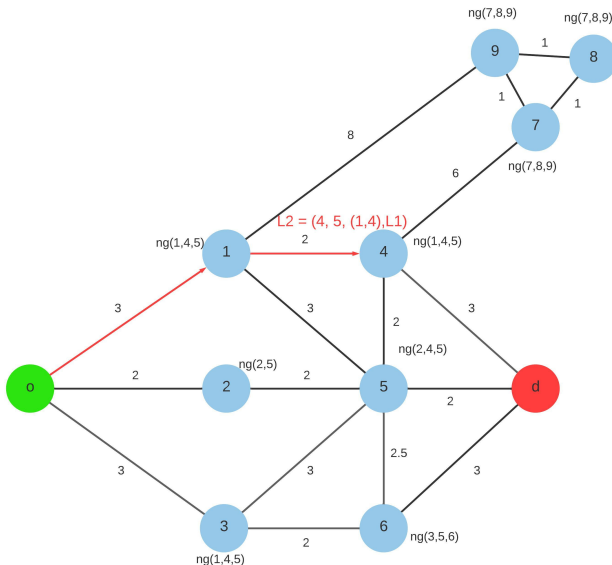 ng(7,8,9)
ng(7,8,9)
9
1
8
1
1
7
8
ng(7,8,9)
6
L2 = (4, 5, (1,4),L1)
ng(1,4,5)
1
2
4
ng(1,4,5)
3
3
2
3
ng(2,4,5)
ng(2,5)
o
2
2
2
5
2
d
3
3
2.5
3
3
2
6
ng(3,5,6)
ng(1,4,5)